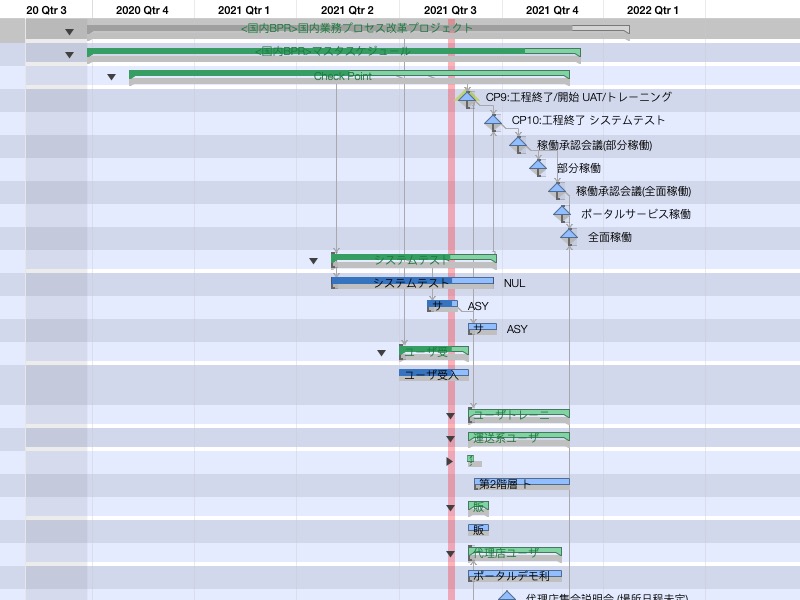 20 Qtr 3 2020 Qtr 4 2021 Qtr 1 2021 Qtr 2 2021 Qtr 3 2021 Qtr 4 2022 Qtr 1
<国内BPR>国内業務プロセス改革プロジェクト
<国内BPR>マスタスケジュール
Check Point
CP9:工程終了/開始 UAT/トレーニング
CP10:工程終了 システムテスト
稼働承認会議(部分稼働)
部分稼働
稼働承認会議(全面稼働)
ポータルサービス稼働
全面稼働
システムテスト
システムテスト NUL
サ ASY
サ ASY
ユーザ受
ユーザ受入
ユーザトレーニ
運送系ユーザ
第2階層 ト
販
販
代理店ユーザ
ポータルデモ利
代理店集会説明会 (場所日程未定)